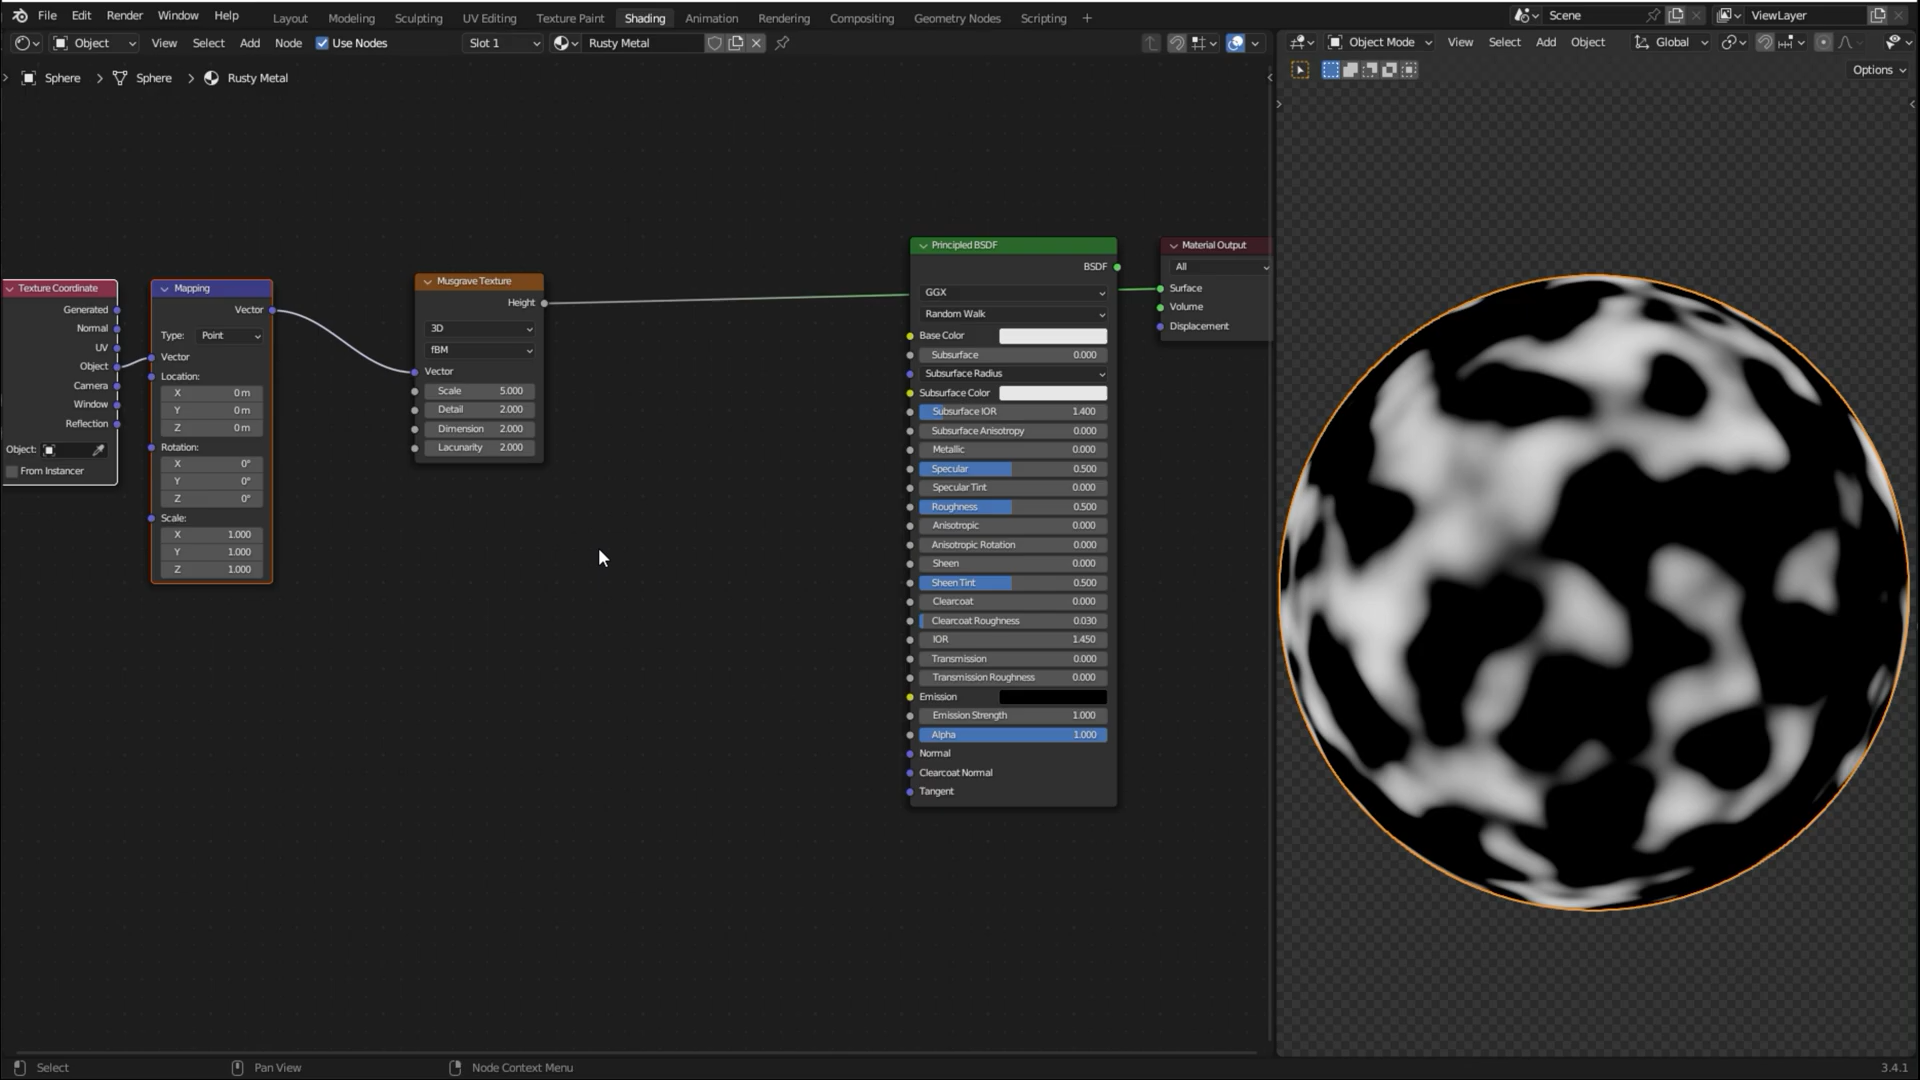 File Edit Render Window Help Layout Modeling Sculpting UV Editing Texture Paint Shading Animation Rendering Compositing Geometry Nodes Scripting + Scene ViewLayer
Object View Select Add Node Use Nodes Slot 1 Rusty Metal Object Mode View Select Add Object Global
Options
Sphere > Sphere > Rusty Metal
Texture Coordinate
Generated
Normal
UV
Object
Camera
Window
Reflection
Object:
From Instancer
Mapping
Vector
Type: Point
Vector
Location:
X 0 m
Y 0 m
Z 0 m
Rotation:
X 0°
Y 0°
Z 0°
Scale:
X 1.000
Y 1.000
Z 1.000
Musgrave Texture
Height
3D
fBM
Vector
Scale 5.000
Detail 2.000
Dimension 2.000
Lacunarity 2.000
Principled BSDF
BSDF
GGX
Random Walk
Base Color
Subsurface 0.000
Subsurface Radius
Subsurface Color
Subsurface IOR 1.400
Subsurface Anisotropy 0.000
Metallic 0.000
Specular 0.500
Specular Tint 0.000
Roughness 0.500
Anisotropic 0.000
Anisotropic Rotation 0.000
Sheen 0.000
Sheen Tint 0.500
Clearcoat 0.000
Clearcoat Roughness 0.030
IOR 1.450
Transmission 0.000
Transmission Roughness 0.000
Emission
Emission Strength 1.000
Alpha 1.000
Normal
Clearcoat Normal
Tangent
Material Output
All
Surface
Volume
Displacement
Select Pan View Node Context Menu 3.4.1